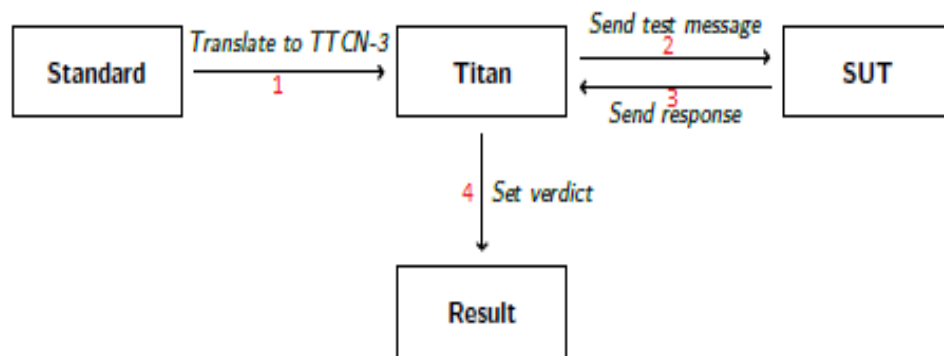 Standard
Translate to TTCN-3
1
Titan
Send test message
2
3
Send response
SUT
4
Set verdict
Result